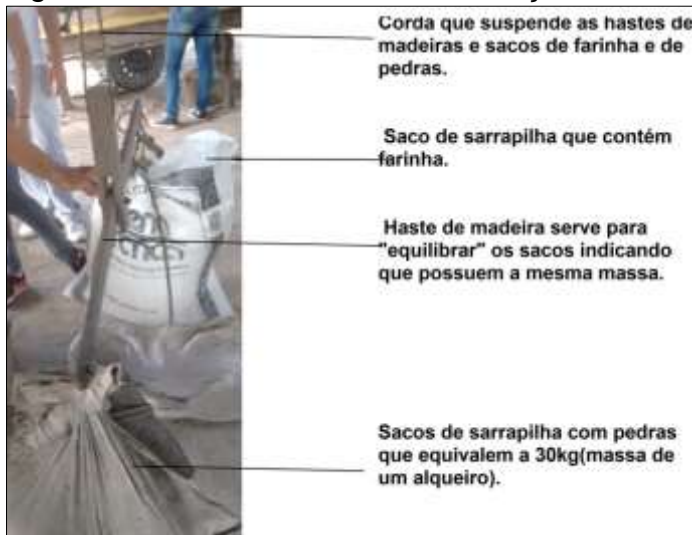 Corda que suspende as hastes de
madeiras e sacos de farinha e de
pedras.
Saco de sarrapilha que contém
farinha.
Haste de madeira serve para
"equilibrar" os sacos indicando
que possuem a mesma massa.
Sacos de sarrapilha com pedras
que equivalem a 30kg(massa de
um alqueiro).